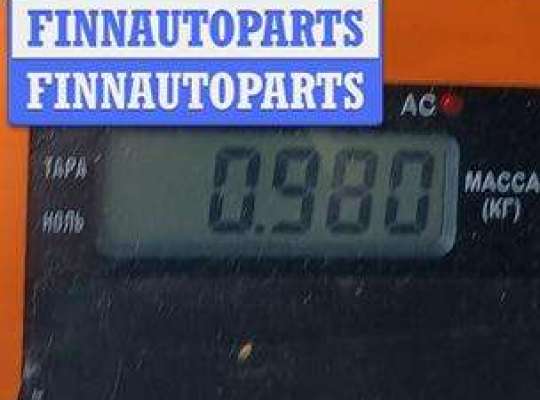 FINNAUTOPARTS
FINNAUTOPARTS
AC
ТАРА
0.980
МАССА
НОЛЬ
(КГ)